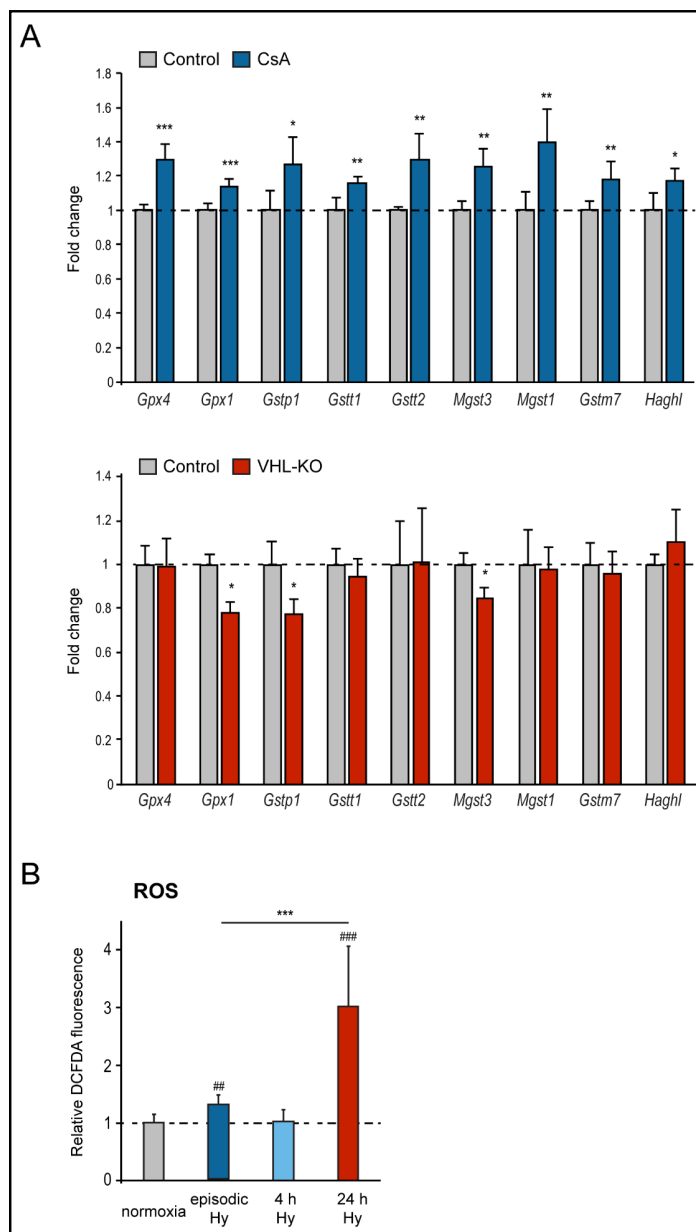 A
Control CsA
1.8
1.6
*** *** * ** ** ** ** ** *
1.4
1.2
1
0.8
0.6
0.4
0.2
0
Fold change
Gpx4 Gpx1 Gstp1 Gstt1 Gstt2 Mgst3 Mgst1 Gstm7 Haghl
Control VHL-KO
1.4
1.2
1
* * *
0.8
0.6
0.4
0.2
0
Fold change
Gpx4 Gpx1 Gstp1 Gstt1 Gstt2 Mgst3 Mgst1 Gstm7 Haghl
B
ROS
***
###
4
3
2
##
1
0
Relative DCFDA fluorescence
normoxia episodic 4 h 24 h
Hy Hy Hy